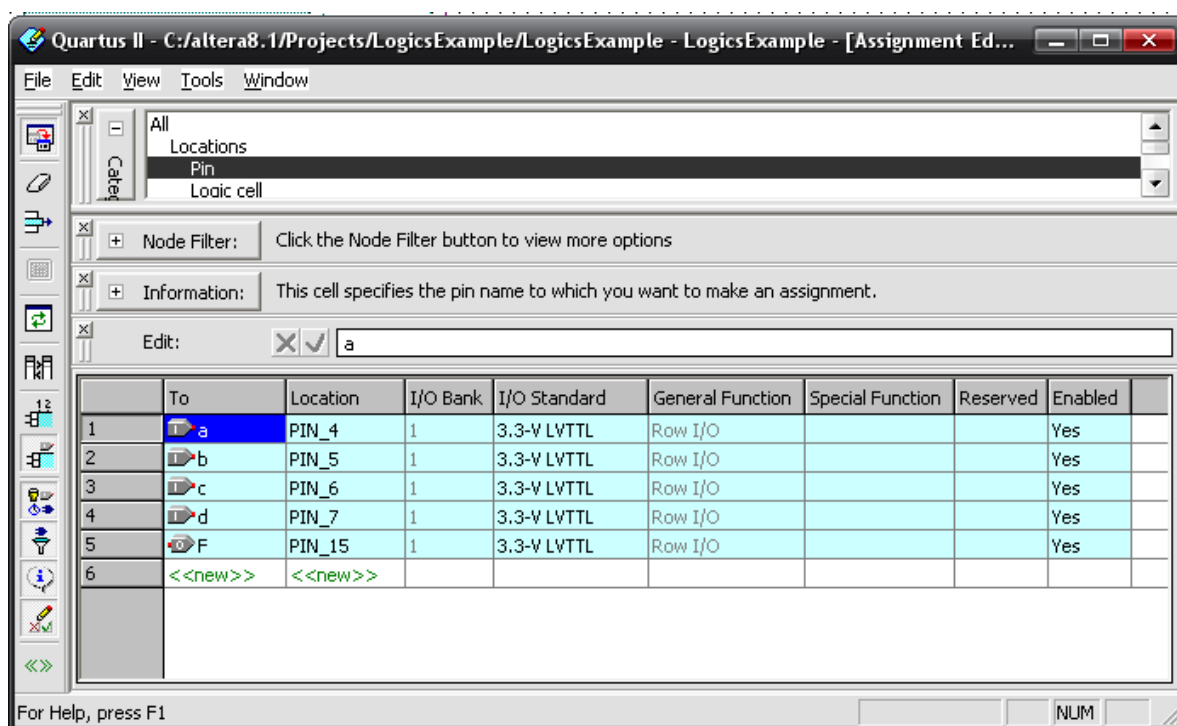 Quartus II - C:/altera8.1/Projects/LogicsExample/LogicsExample - LogicsExample - [Assignment Ed...
File Edit View Tools Window
Categ
All
Locations
Pin
Logic cell
Node Filter: Click the Node Filter button to view more options
Information: This cell specifies the pin name to which you want to make an assignment.
Edit: a
To Location I/O Bank I/O Standard General Function Special Function Reserved Enabled
1 a PIN_4 1 3.3-V LVTTL Row I/O Yes
2 b PIN_5 1 3.3-V LVTTL Row I/O Yes
3 c PIN_6 1 3.3-V LVTTL Row I/O Yes
4 d PIN_7 1 3.3-V LVTTL Row I/O Yes
5 F PIN_15 1 3.3-V LVTTL Row I/O Yes
6 <<new>> <<new>>
For Help, press F1 NUM